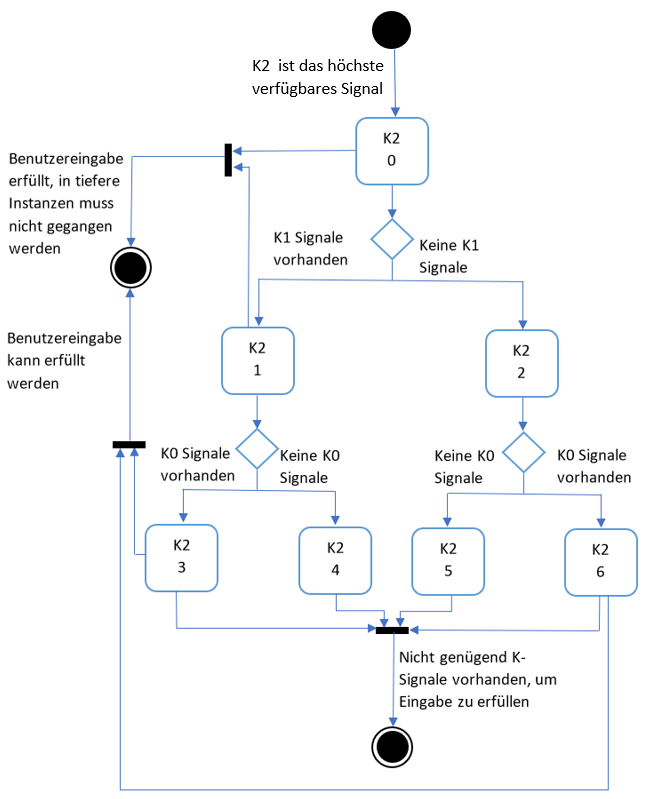 K2 ist das höchste
verfügbares Signal
K2
0
Benutzereingabe
erfüllt, in tiefere
Instanzen muss
nicht gegangen
werden
K1 Signale
vorhanden
Keine K1
Signale
Benutzereingabe
kann erfüllt
werden
K2
1
K2
2
K0 Signale
vorhanden
Keine K0
Signale
Keine K0
Signale
K0 Signale
vorhanden
K2
3
K2
4
K2
5
K2
6
Nicht genügend K-
Signale vorhanden, um
Eingabe zu erfüllen